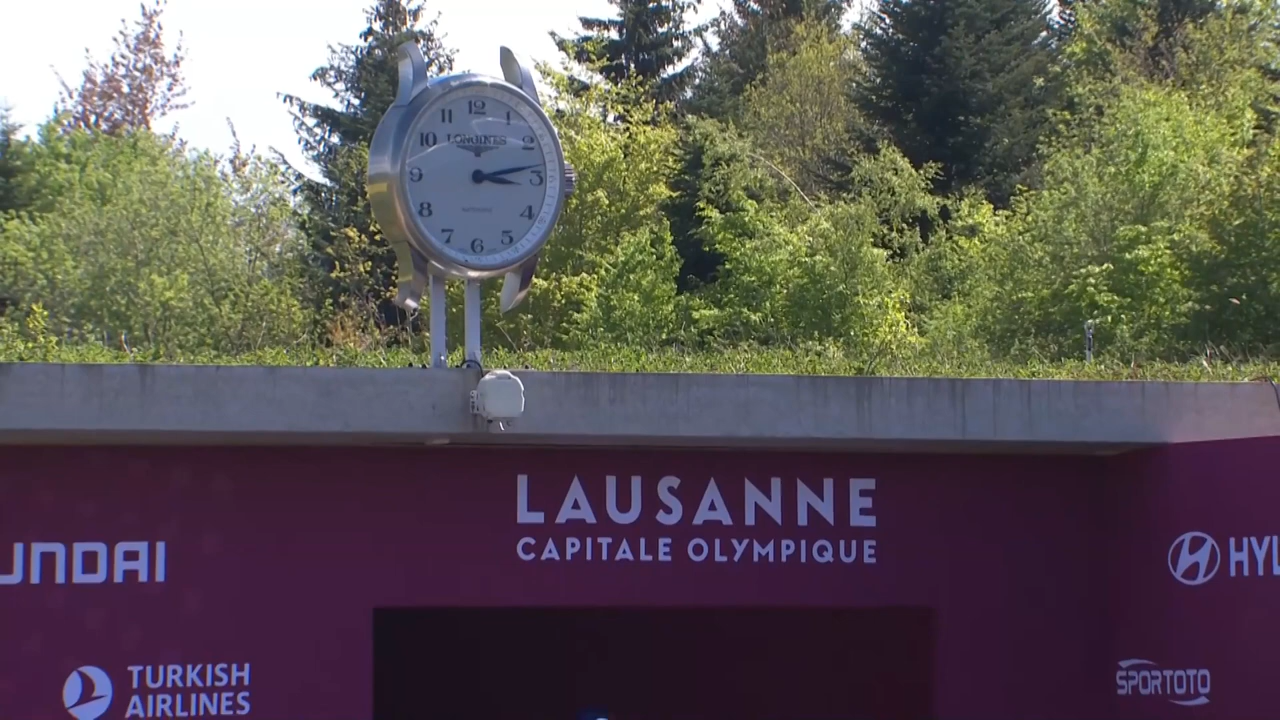 12
11
1
10
LONGINES
2
9
3
8
4
7
5
6
LAUSANNE
CAPITALE OLYMPIQUE
UNDAI
HYU
TURKISH
AIRLINES
SPORTOTO